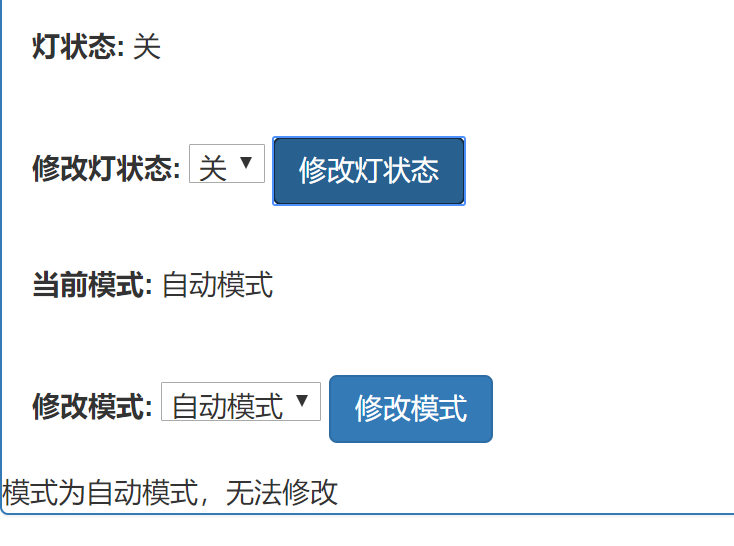 灯状态: 关
修改灯状态: 关 ▼ 修改灯状态
当前模式: 自动模式
修改模式: 自动模式 ▼ 修改模式
模式为自动模式，无法修改